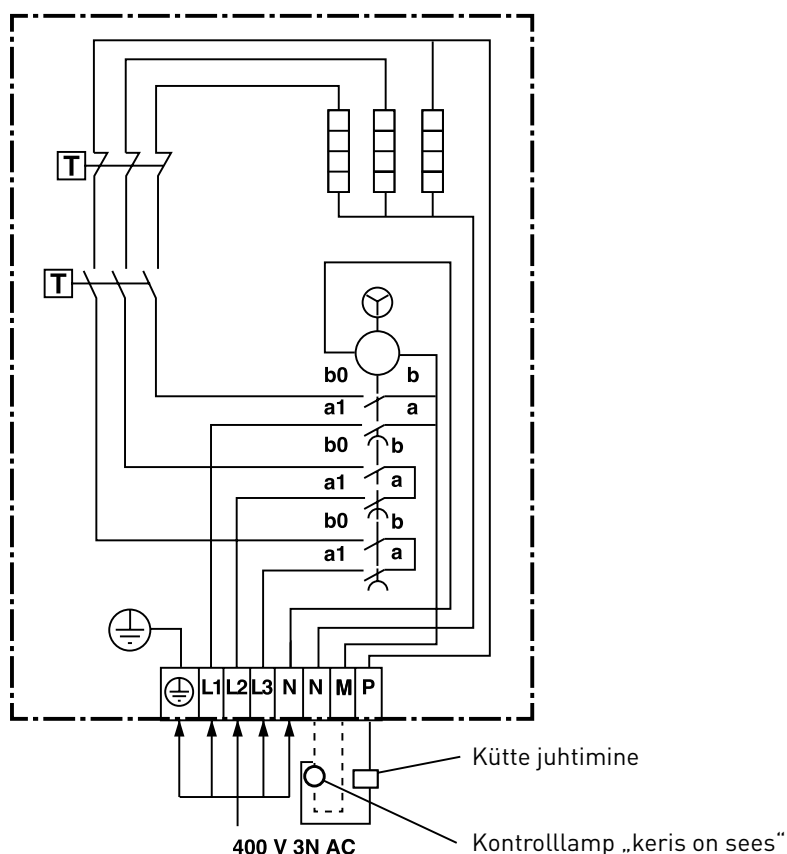 T
T
b0 b
a1 a
b0 b
a1 a
b0 b
a1 a
L1 L2 L3 N N M P
Kütte juhtimine
400 V 3N AC
Kontrolllamp „keris on sees“